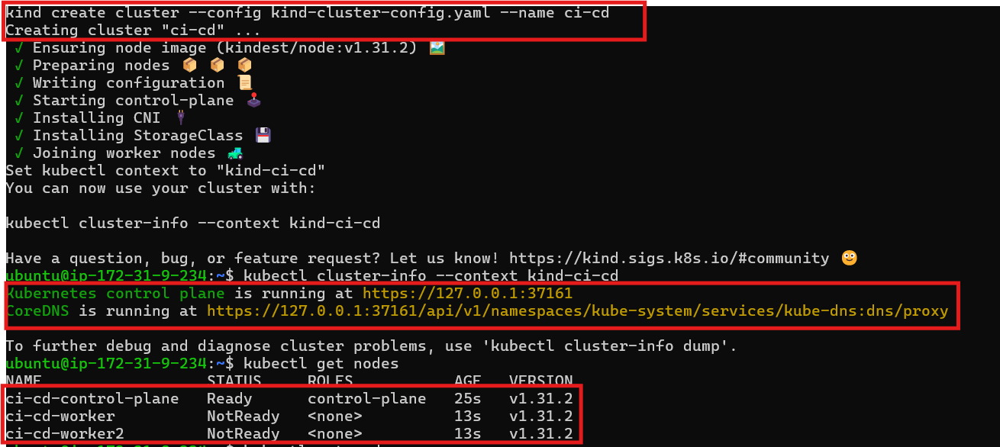 kind create cluster --config kind-cluster-config.yaml --name ci-cd
Creating cluster "ci-cd" ...
✓ Ensuring node image (kindest/node:v1.31.2) 🖼
✓ Preparing nodes 📦 📦 📦
✓ Writing configuration 📜
✓ Starting control-plane 🕹️
✓ Installing CNI 🔌
✓ Installing StorageClass 💾
✓ Joining worker nodes 🚜
Set kubectl context to "kind-ci-cd"
You can now use your cluster with:
kubectl cluster-info --context kind-ci-cd
Have a question, bug, or feature request? Let us know! https://kind.sigs.k8s.io/#community 🙂
ubuntu@ip-172-31-9-234:~$ kubectl cluster-info --context kind-ci-cd
Kubernetes control plane is running at https://127.0.0.1:37161
CoreDNS is running at https://127.0.0.1:37161/api/v1/namespaces/kube-system/services/kube-dns:dns/proxy
To further debug and diagnose cluster problems, use 'kubectl cluster-info dump'.
ubuntu@ip-172-31-9-234:~$ kubectl get nodes
NAME STATUS ROLES AGE VERSION
ci-cd-control-plane Ready control-plane 25s v1.31.2
ci-cd-worker NotReady <none> 13s v1.31.2
ci-cd-worker2 NotReady <none> 13s v1.31.2